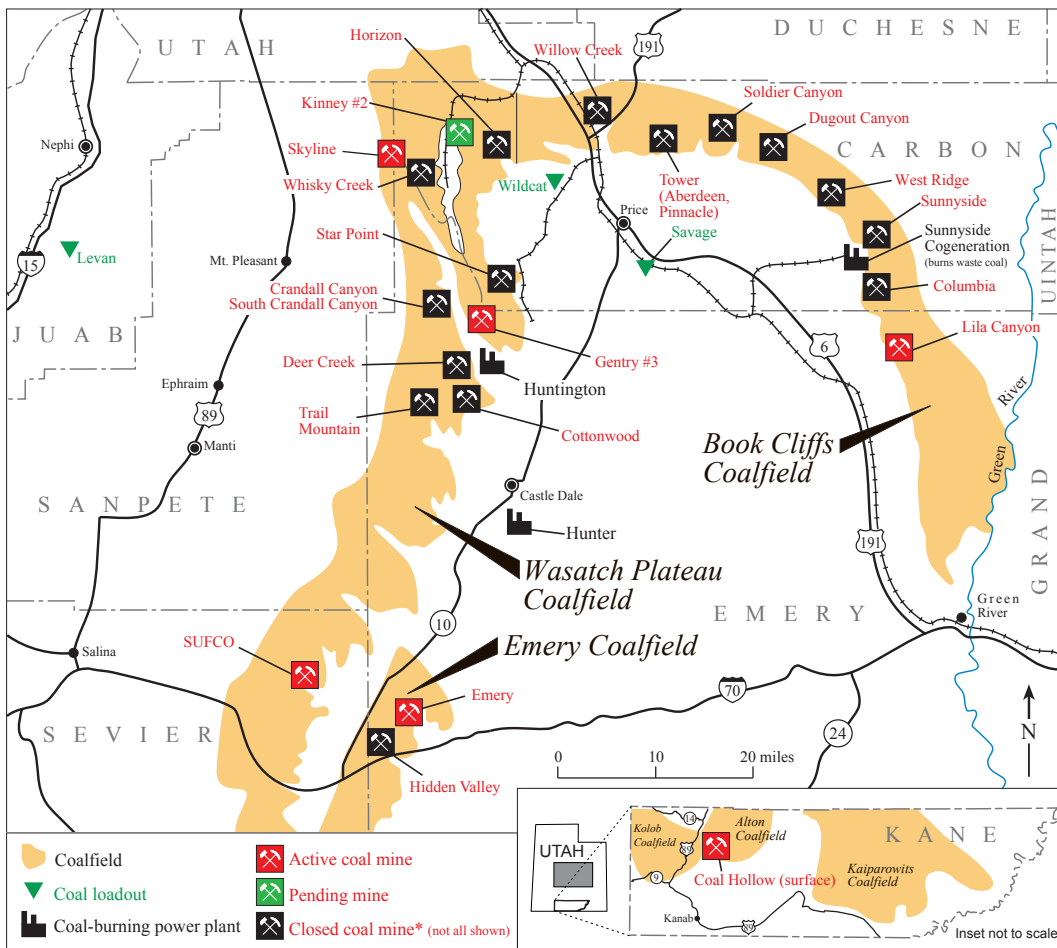 UTAH
DUCHESNE
Horizon
Willow Creek
191
Kinney #2
Soldier Canyon
Dugout Canyon
Nephi
Skyline
CARBON
Whisky Creek
Wildcat
Tower
(Aberdeen,
Pinnacle)
West Ridge
Sunnyside
Price
Star Point
Savage
Sunnyside
Cogeneration
(burns waste coal)
15
Levan
Mt. Pleasant
UINTAH
Crandall Canyon
South Crandall Canyon
Columbia
JUAB
Lila Canyon
6
Deer Creek
Gentry #3
Huntington
Ephraim
89
Trail
Mountain
Cottonwood
Green River
Manti
Book Cliffs
Coalfield
SANPETE
Castle Dale
Hunter
GRAND
191
Wasatch Plateau
Coalfield
Green
River
10
EMERY
SUFCO
Salina
Emery Coalfield
Emery
70
SEVIER
24
N
Hidden Valley
0 10 20 miles
Coalfield
Coal loadout
Coal-burning power plant
Active coal mine
Pending mine
Closed coal mine* (not all shown)
UTAH
Kolob
Coalfield
14
Alton
Coalfield
KANE
89
9
Coal Hollow (surface)
Kaiparowits
Coalfield
Kanab
89
Inset not to scale